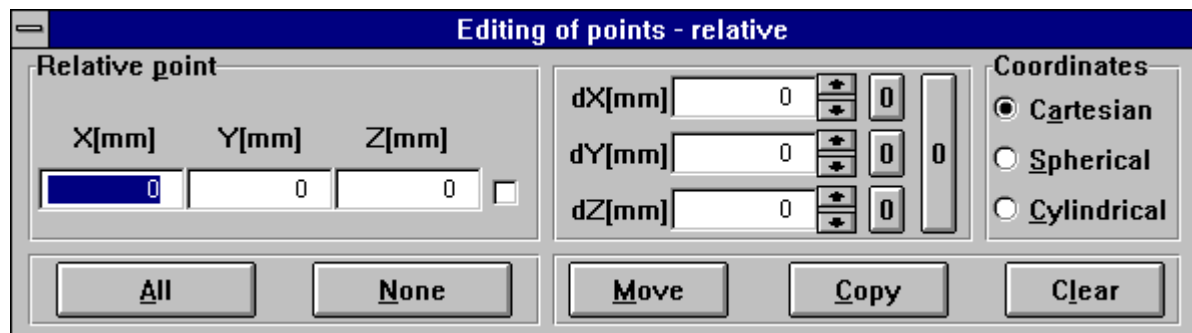 Editing of points - relative
Relative point
X[mm] Y[mm] Z[mm]
0 0 0
dX[mm] 0 0
dY[mm] 0 0 0
dZ[mm] 0 0
Coordinates
Cartesian
Spherical
Cylindrical
All None Move Copy Clear